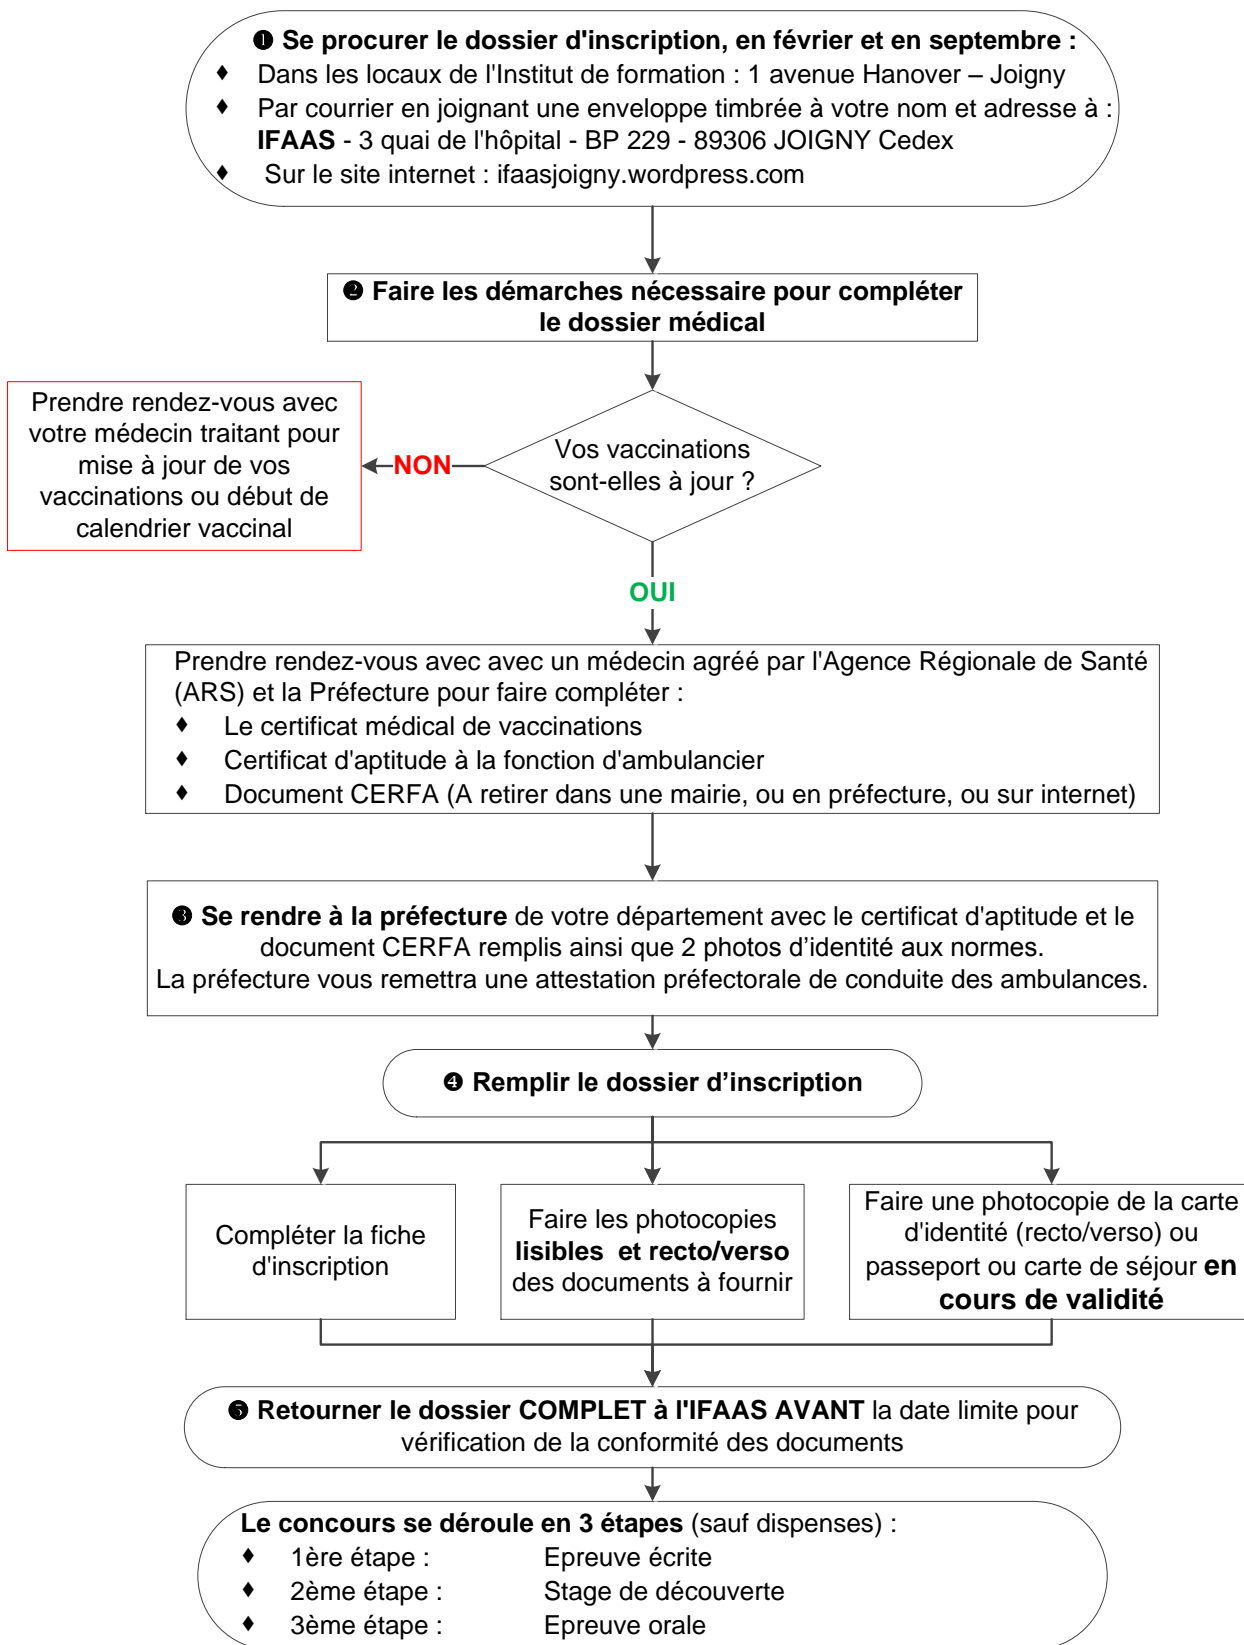 ❶ Se procurer le dossier d'inscription, en février et en septembre :
♦ Dans les locaux de l'Institut de formation : 1 avenue Hanover – Joigny
♦ Par courrier en joignant une enveloppe timbrée à votre nom et adresse à :
IFAAS - 3 quai de l'hôpital - BP 229 - 89306 JOIGNY Cedex
♦ Sur le site internet : ifaasjoigny.wordpress.com
❷ Faire les démarches nécessaire pour compléter
le dossier médical
Prendre rendez-vous avec
votre médecin traitant pour
mise à jour de vos
vaccinations ou début de
calendrier vaccinal
NON
Vos vaccinations
sont-elles à jour ?
OUI
Prendre rendez-vous avec avec un médecin agréé par l'Agence Régionale de Santé
(ARS) et la Préfecture pour faire compléter :
♦ Le certificat médical de vaccinations
♦ Certificat d'aptitude à la fonction d'ambulancier
♦ Document CERFA (A retirer dans une mairie, ou en préfecture, ou sur internet)
❸ Se rendre à la préfecture de votre département avec le certificat d'aptitude et le
document CERFA remplis ainsi que 2 photos d’identité aux normes.
La préfecture vous remettra une attestation préfectorale de conduite des ambulances.
❹ Remplir le dossier d’inscription
Compléter la fiche
d'inscription
Faire les photocopies
lisibles et recto/verso
des documents à fournir
Faire une photocopie de la carte
d'identité (recto/verso) ou
passeport ou carte de séjour en
cours de validité
❺ Retourner le dossier COMPLET à l'IFAAS AVANT la date limite pour
vérification de la conformité des documents
Le concours se déroule en 3 étapes (sauf dispenses) :
♦ 1ère étape : Epreuve écrite
♦ 2ème étape : Stage de découverte
♦ 3ème étape : Epreuve orale